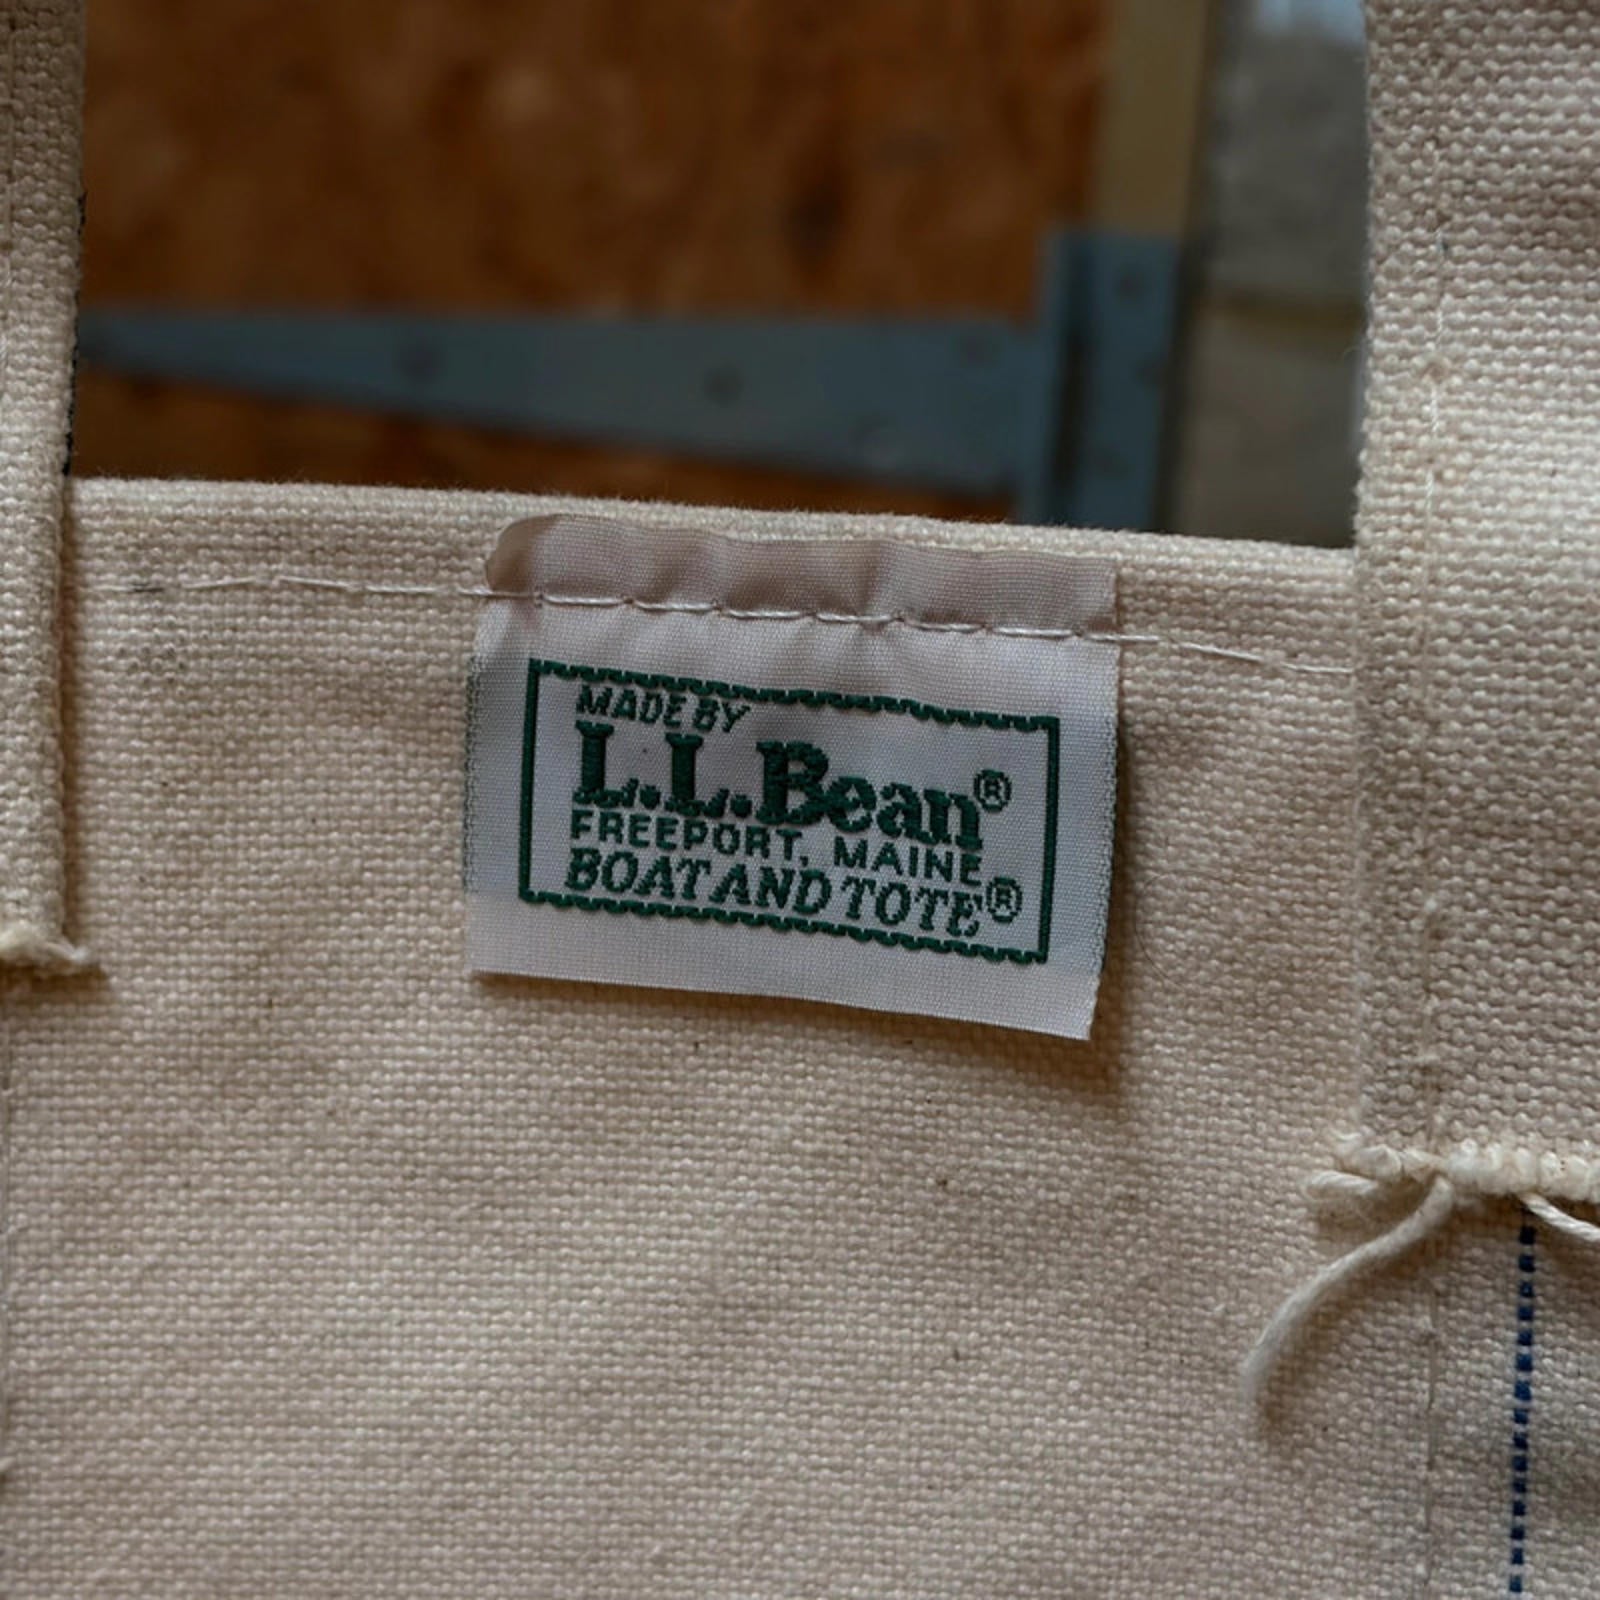 MADE BY
L.L.Bean®
FREEPORT, MAINE
BOAT AND TOTE®